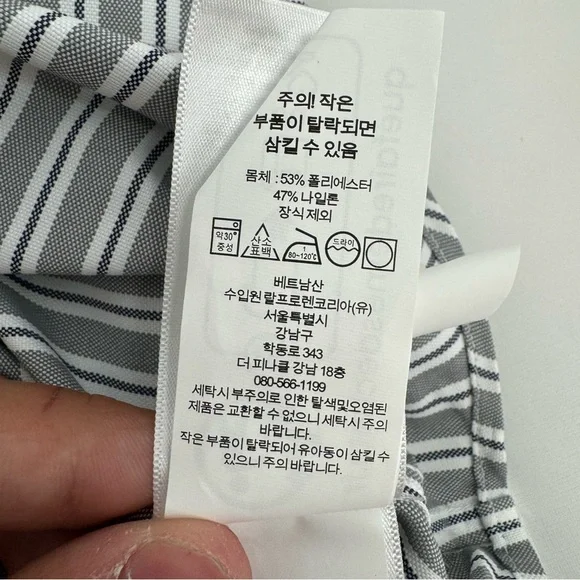 주의! 작은
부품이 탈락되면
삼킬 수 있음
몸체 : 53% 폴리에스터
47% 나일론
장식 제외
약30° 중성 산소 표백 1 80~120℃ 드라이
베트남산
수입원 랄프로렌코리아(유)
서울특별시
강남구
학동로 343
더 피나클 강남 18층
080-566-1199
세탁시 부주의로 인한 탈색및오염된
제품은 교환할 수 없으니 세탁시 주의
바랍니다.
작은 부품이 탈락되어 유아동이 삼킬 수
있으니 주의 바랍니다.